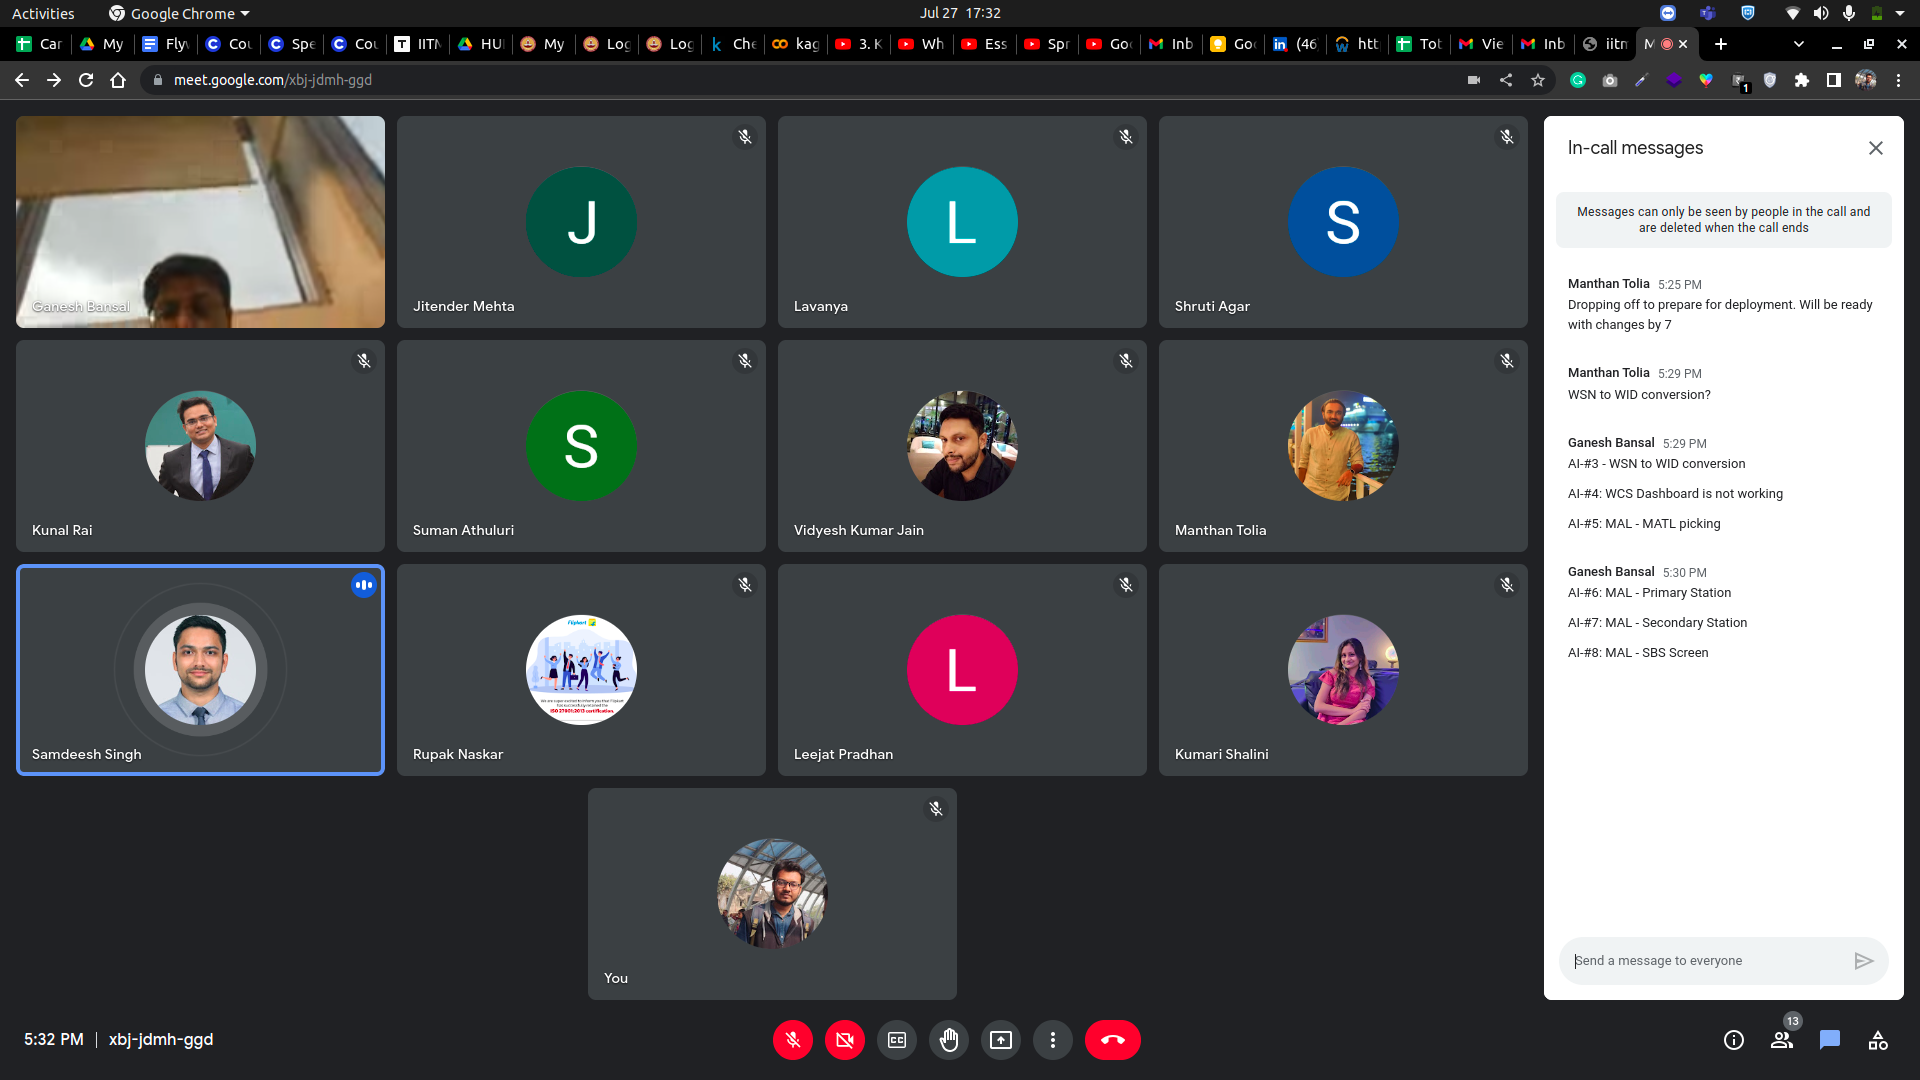 Activities
Google Chrome
Jul 27 17:32
Car
My
Flyw
Cou
Spe
Cou
IITM
HU
My
Log
Log
Che
kag
3. K
Wh
Ess
Spr
Goo
Inb
Goo
(46
http
Tot
Vie
Inb
iitm
M
meet.google.com/xbj-jdmh-ggd
1
Ganesh Bansal
J
Jitender Mehta
L
Lavanya
S
Shruti Agar
Kunal Rai
S
Suman Athuluri
Vidyesh Kumar Jain
Manthan Tolia
Samdeesh Singh
Flipkart
ISO 27001:2013 certification.
Rupak Naskar
L
Leejat Pradhan
Kumari Shalini
You
In-call messages
Messages can only be seen by people in the call and
are deleted when the call ends
Manthan Tolia 5:25 PM
Dropping off to prepare for deployment. Will be ready
with changes by 7
Manthan Tolia 5:29 PM
WSN to WID conversion?
Ganesh Bansal 5:29 PM
AI-#3 - WSN to WID conversion
AI-#4: WCS Dashboard is not working
AI-#5: MAL - MATL picking
Ganesh Bansal 5:30 PM
AI-#6: MAL - Primary Station
AI-#7: MAL - Secondary Station
AI-#8: MAL - SBS Screen
Send a message to everyone
5:32 PM | xbj-jdmh-ggd
13